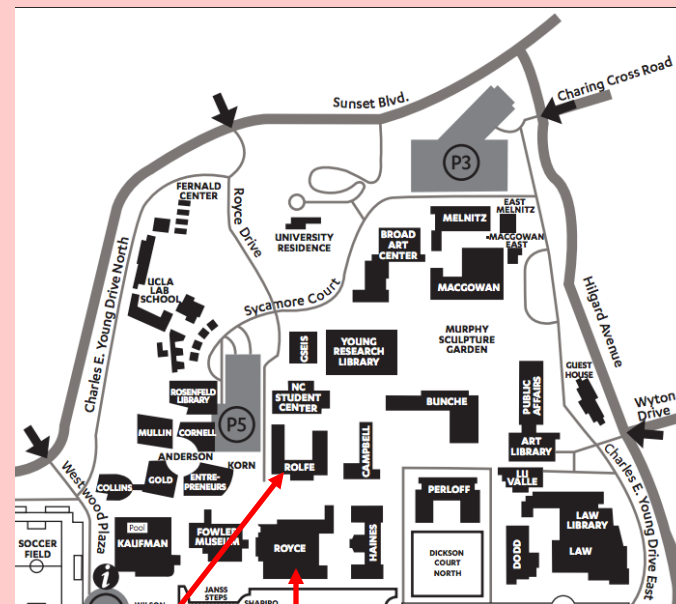 Sunset Blvd.
Charing Cross Road
P3
FERNALD
CENTER
Royce Drive
UNIVERSITY
RESIDENCE
EAST
MELNITZ
MELNITZ
MACGOWAN
EAST
BROAD
ART
CENTER
MACGOWAN
Charles E. Young Drive North
UCLA
LAB
SCHOOL
Sycamore Court
Hilgard Avenue
GSEIS
YOUNG
RESEARCH
LIBRARY
MURPHY
SCULPTURE
GARDEN
GUEST
HOUSE
PUBLIC
AFFAIRS
Wyton
Drive
ROSENFELD
LIBRARY
NC
STUDENT
CENTER
BUNCHE
P5
MULLIN
CORNELL
ANDERSON
KORN
ROLFE
CAMPBELL
ART
LIBRARY
Westwood Plaza
COLLINS
GOLD
ENTRE-
PRENEURS
PERLOFF
LU
VALLE
Charles E. Young Drive East
LAW
LIBRARY
LAW
Pool
KAUFMAN
FOWLER
MUSEUM
ROYCE
HAINES
DICKSON
COURT
NORTH
DODD
SOCCER
FIELD
i
JANSS
STEPS
SHAPIRO
WILSON